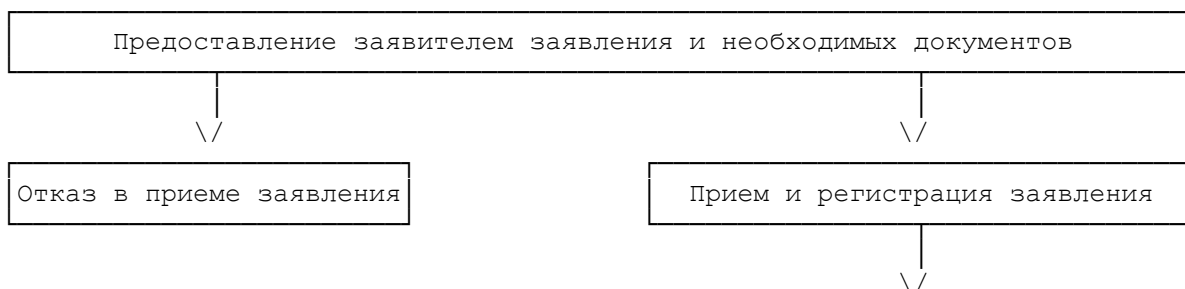 Предоставление заявителем заявления и необходимых документов
\/ \/
Отказ в приеме заявления Прием и регистрация заявления
\/